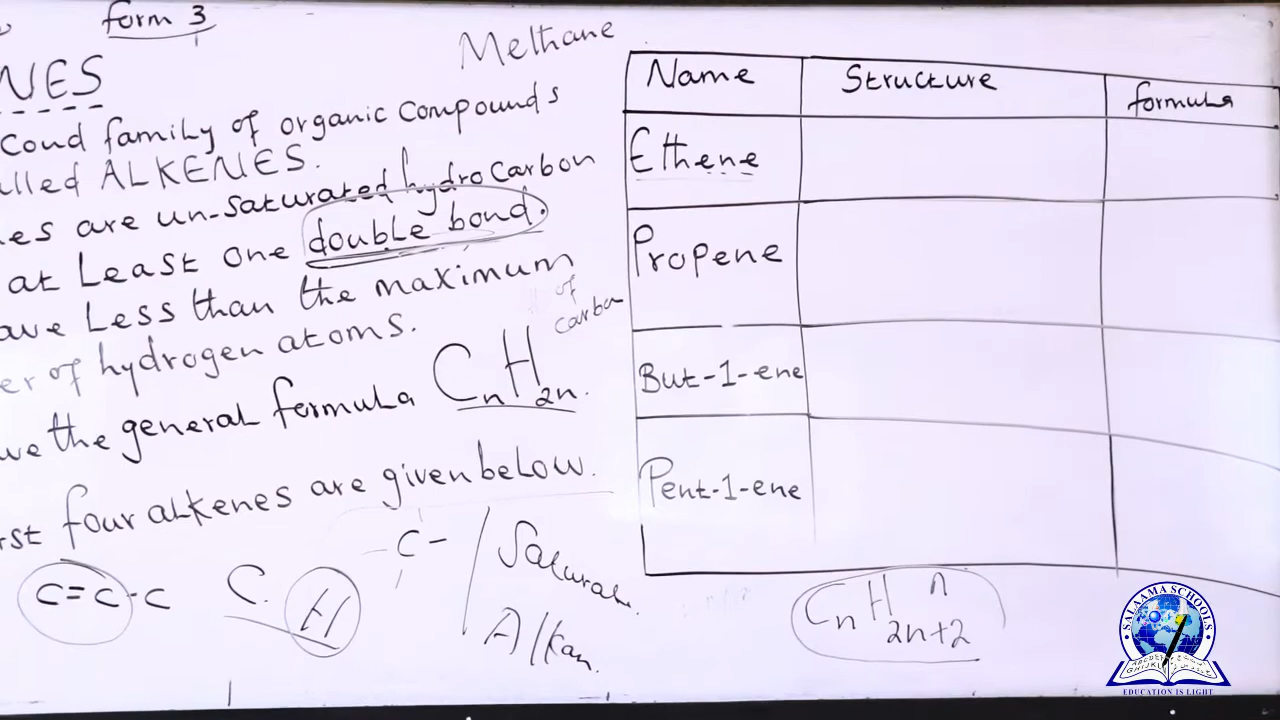 form 3
NES
Methane
cond family of organic compounds
lled ALKENES.
es are un-saturated hydrocarbon
at Least one double bond.
ave Less than the maximum
er of hydrogen atoms.
of
carbon
ve the general formula CnH2n.
rst four alkenes are given below.
C=C-C
C
H
C-
Saturat
Alkan.
Name Structure formula
Ethene
Propene
But-1-ene
Pent-1-ene
CnH2n+2
n
SALAAMA SCHOOLS
EDUCATION IS LIGHT